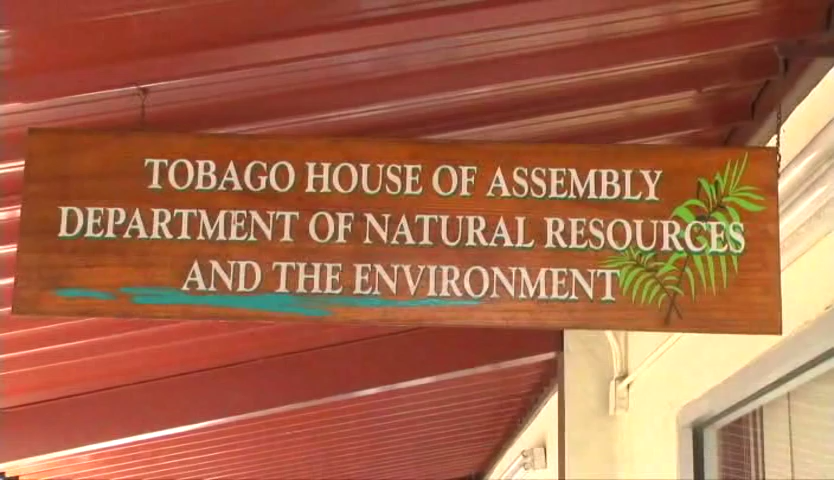 TOBAGO HOUSE OF ASSEMBLY
DEPARTMENT OF NATURAL RESOURCES
AND THE ENVIRONMENT